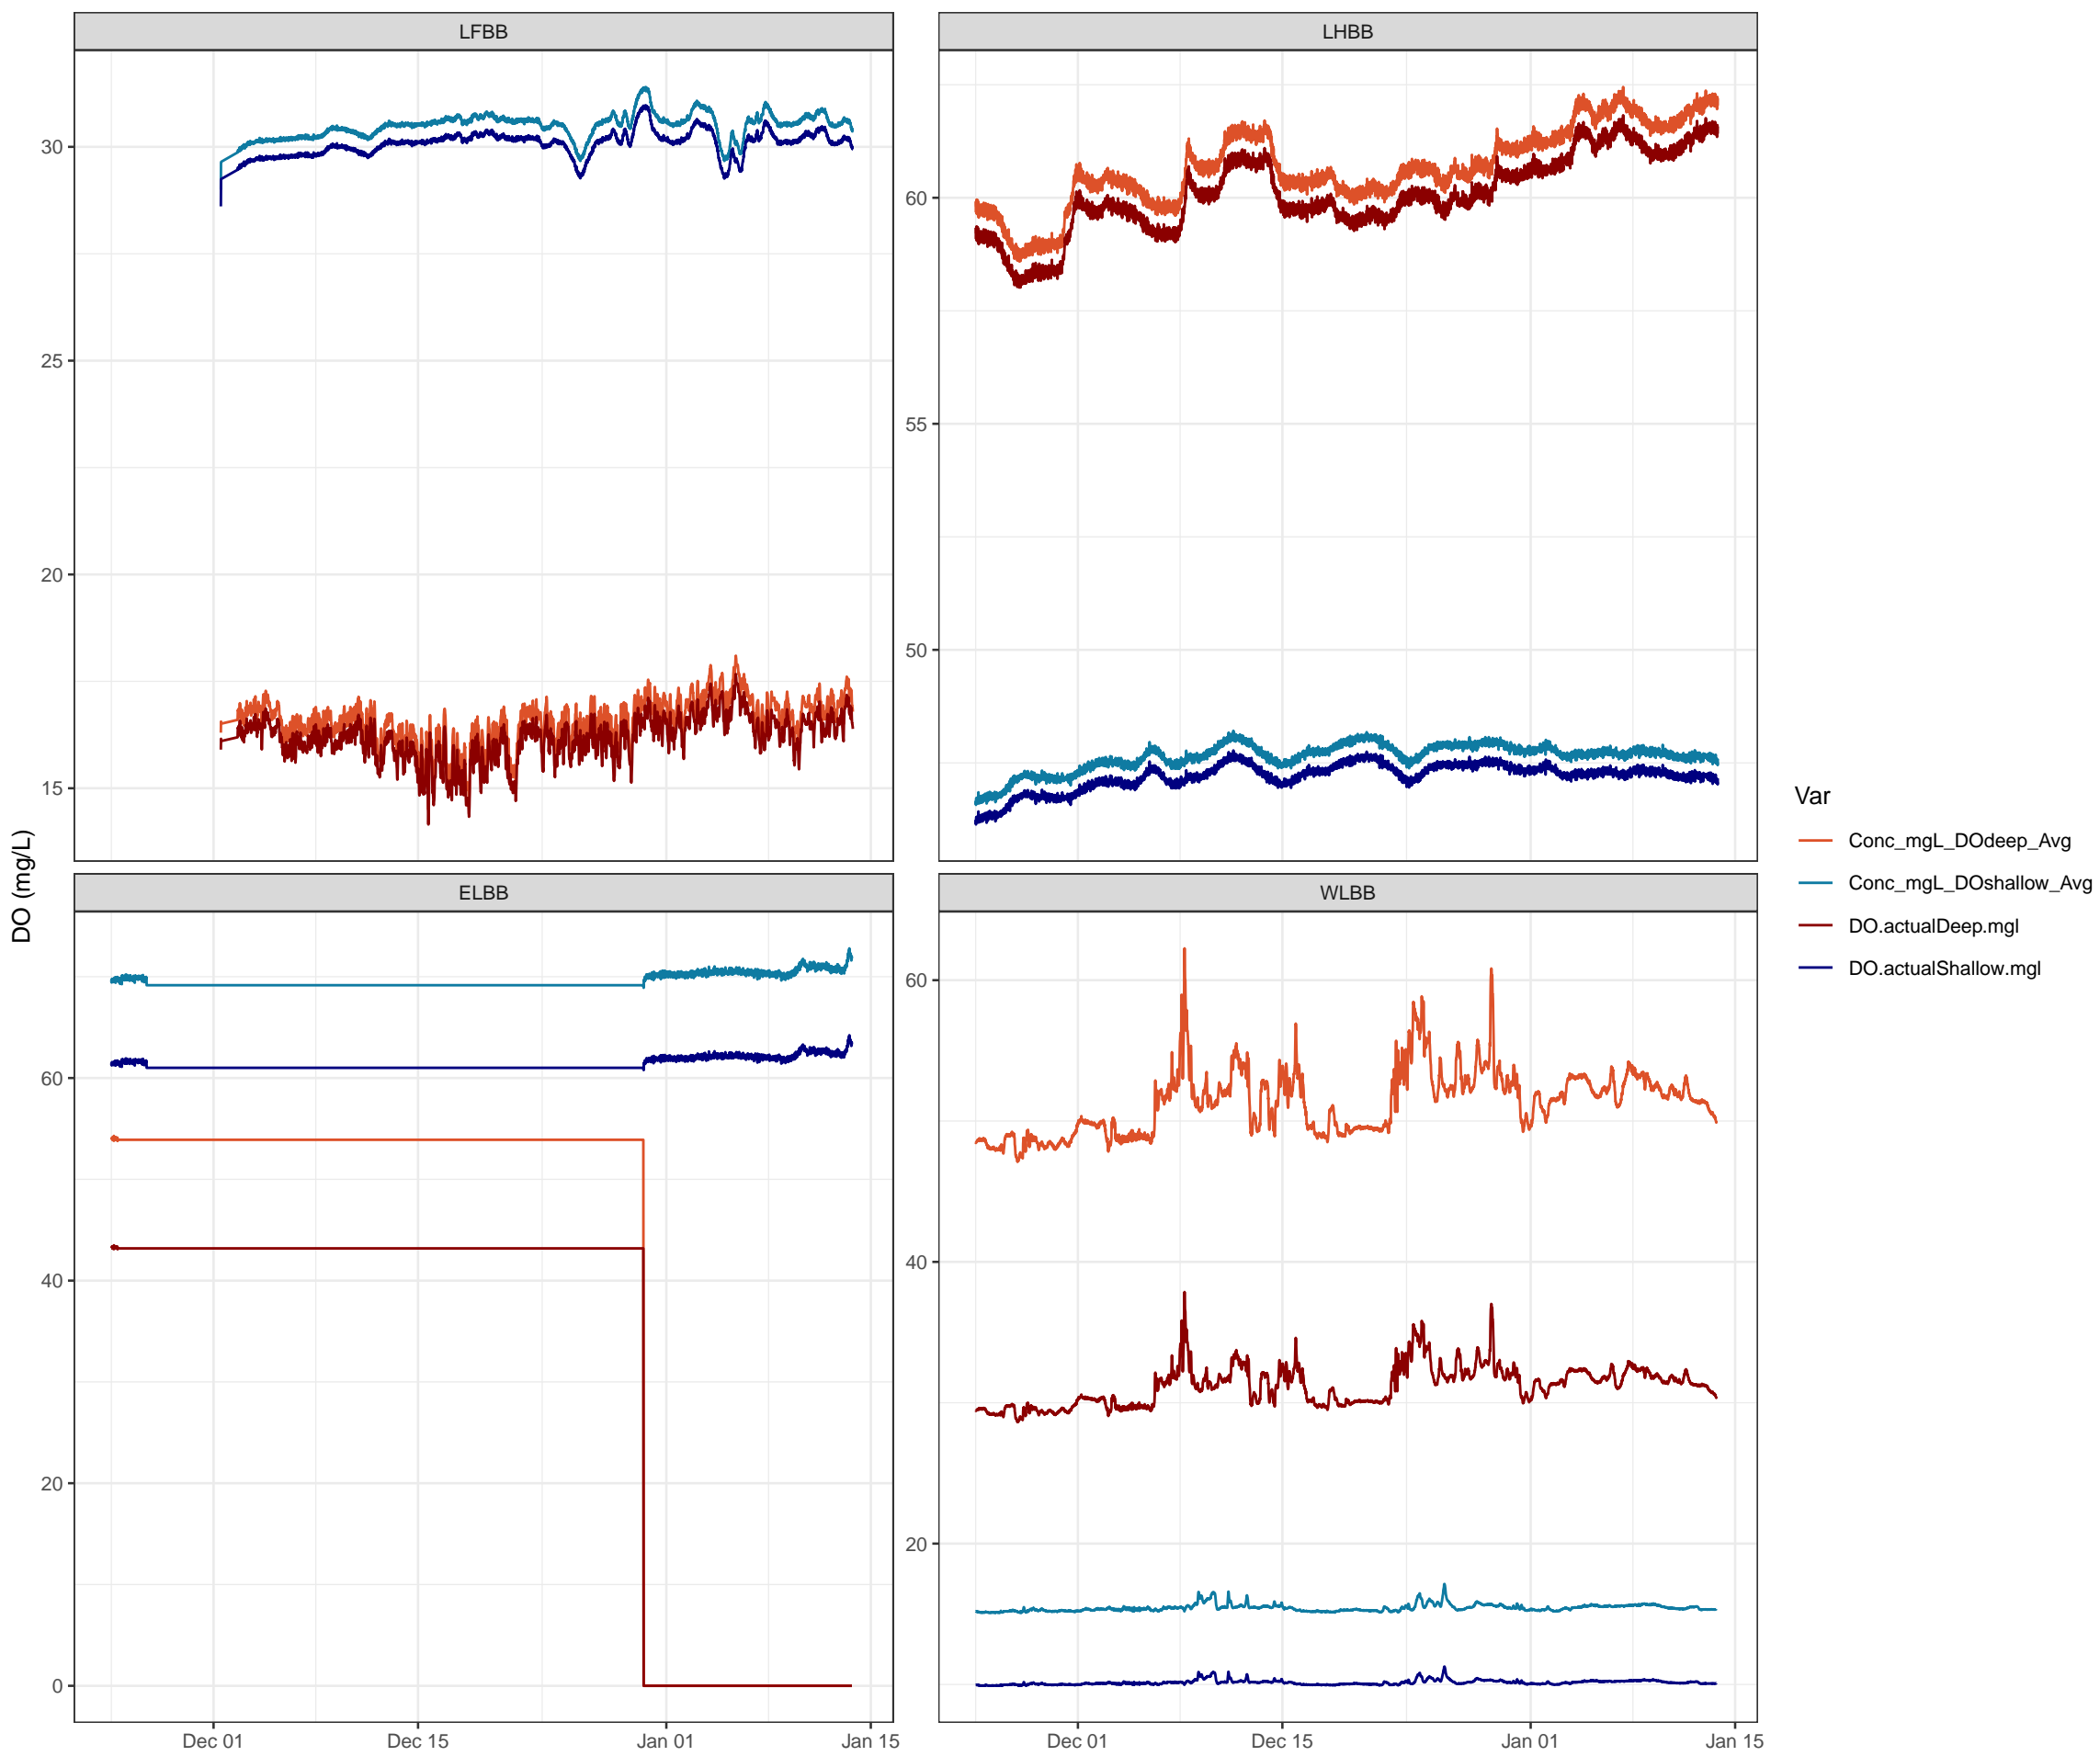 LFBB
LHBB
30
25
20
15
60
55
50
DO (mg/L)
ELBB
WLBB
60
40
20
0
60
40
20
Dec 01
Dec 15
Jan 01
Jan 15
Dec 01
Dec 15
Jan 01
Jan 15
Var
Conc_mgL_DOdeep_Avg
Conc_mgL_DOshallow_Avg
DO.actualDeep.mgl
DO.actualShallow.mgl